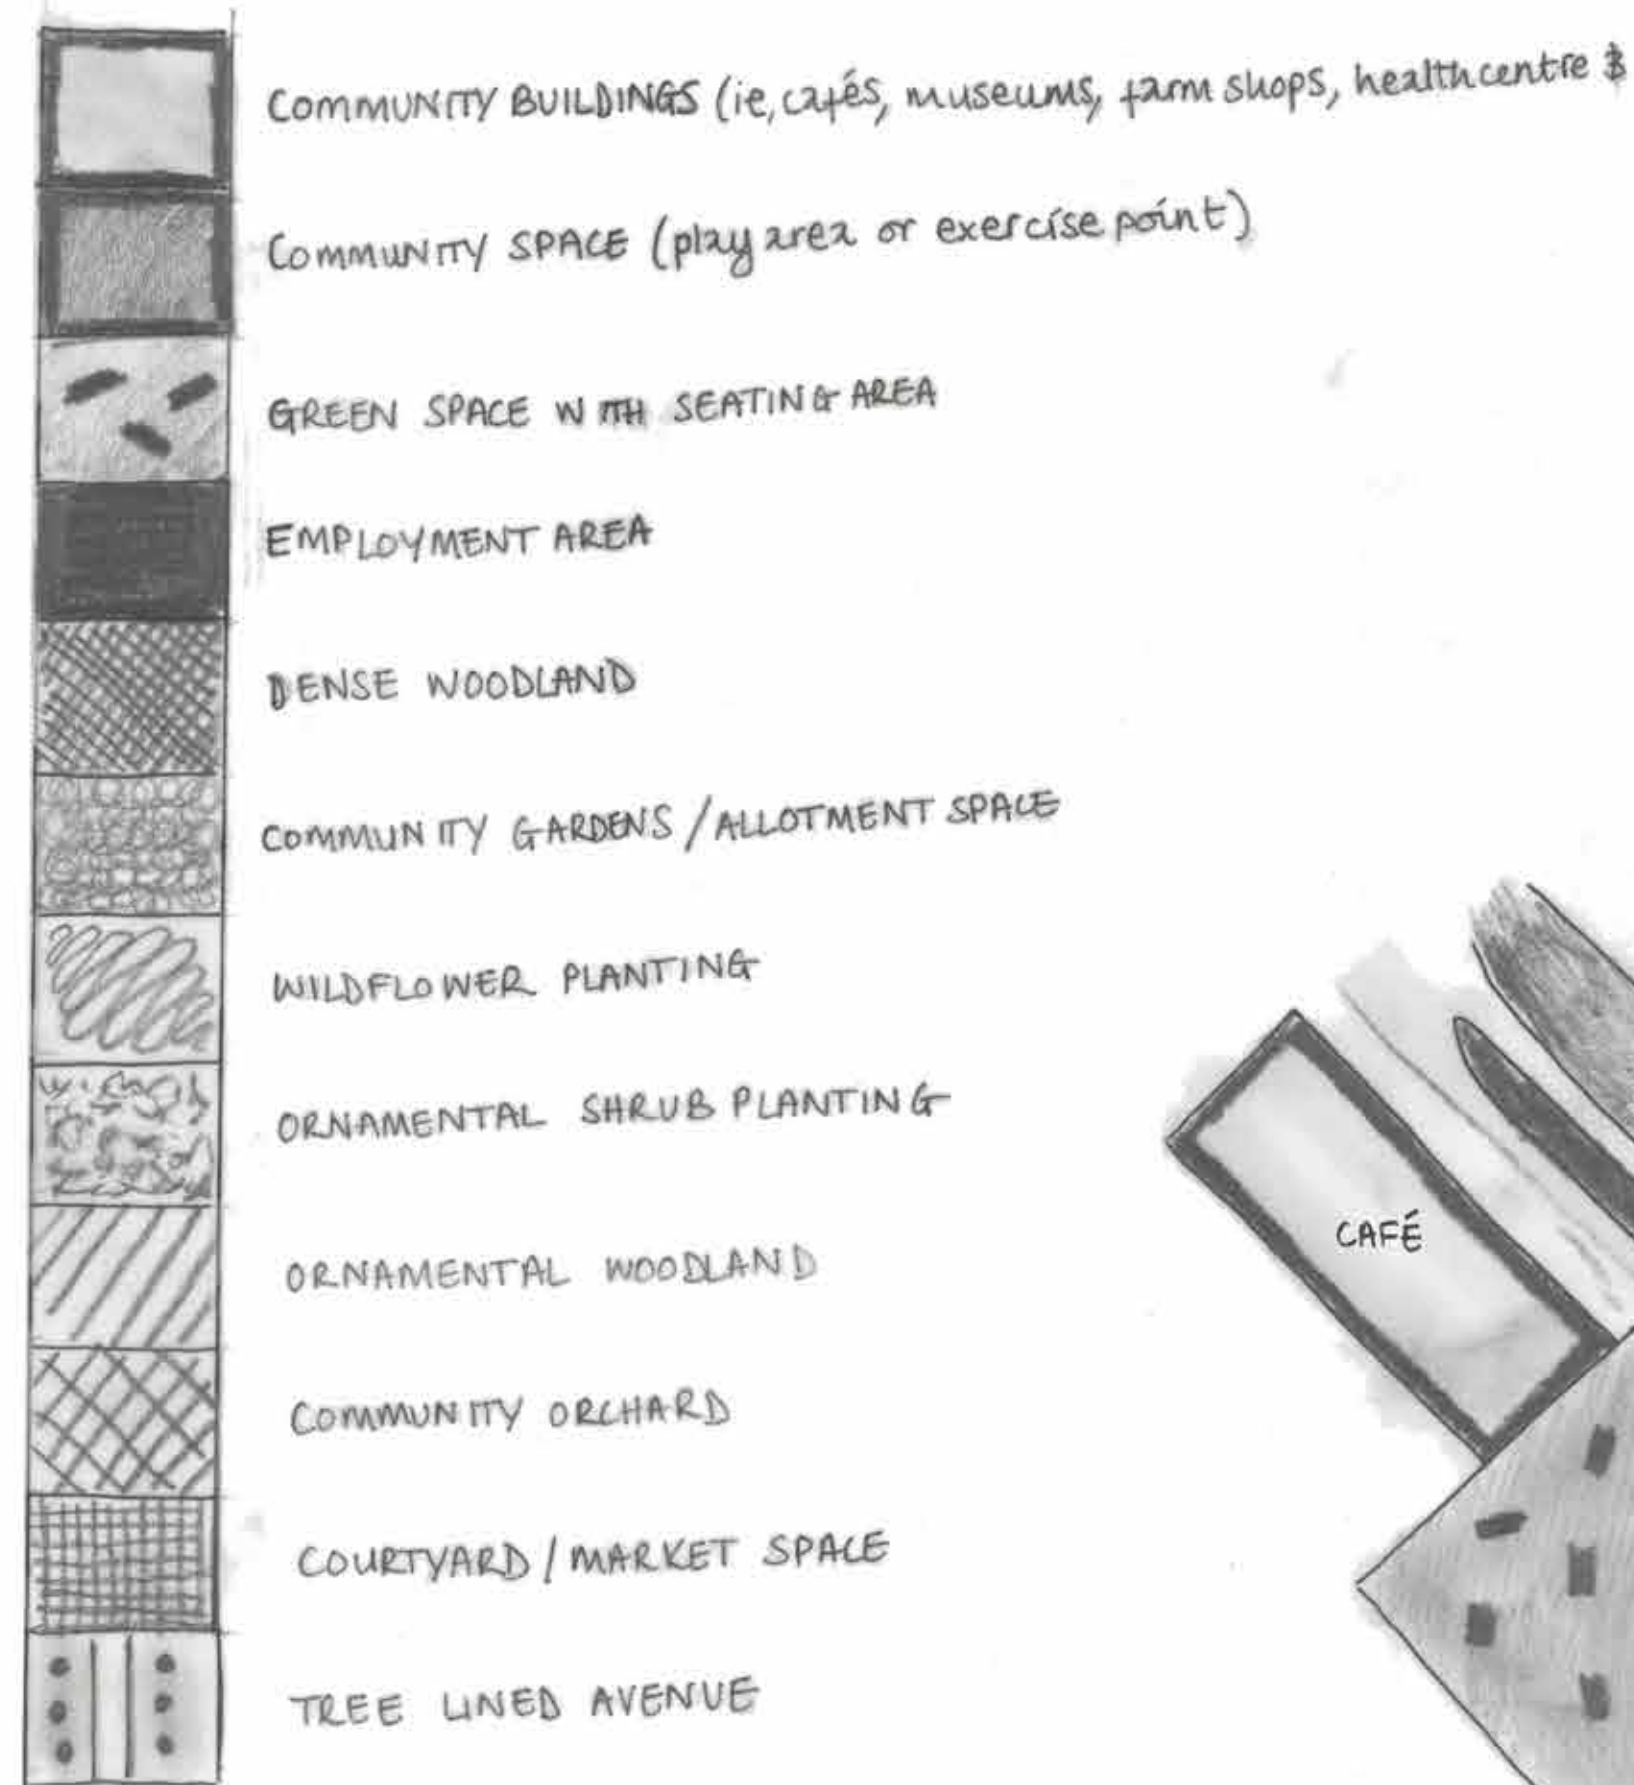 COMMUNITY BUILDINGS (ie, cafés, museums, farm shops, health centre &
COMMUNITY SPACE (play area or exercise point)
GREEN SPACE WITH SEATING AREA
EMPLOYMENT AREA
DENSE WOODLAND
COMMUNITY GARDENS / ALLOTMENT SPACE
WILDFLOWER PLANTING
ORNAMENTAL SHRUB PLANTING
CAFÉ
ORNAMENTAL WOODLAND
COMMUNITY ORCHARD
COURTYARD / MARKET SPACE
TREE LINED AVENUE